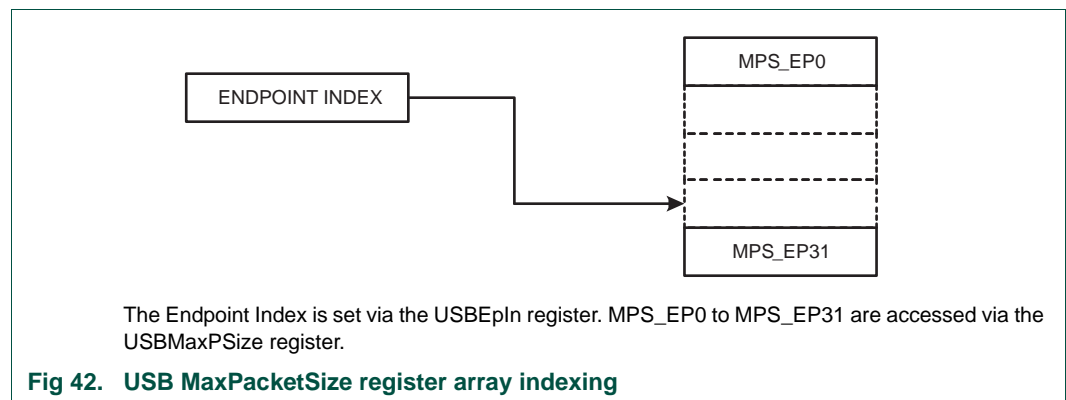 MPS_EP0
ENDPOINT INDEX
MPS_EP31
The Endpoint Index is set via the USBEpIn register. MPS_EP0 to MPS_EP31 are accessed via the
USBMaxPSize register.
Fig 42. USB MaxPacketSize register array indexing